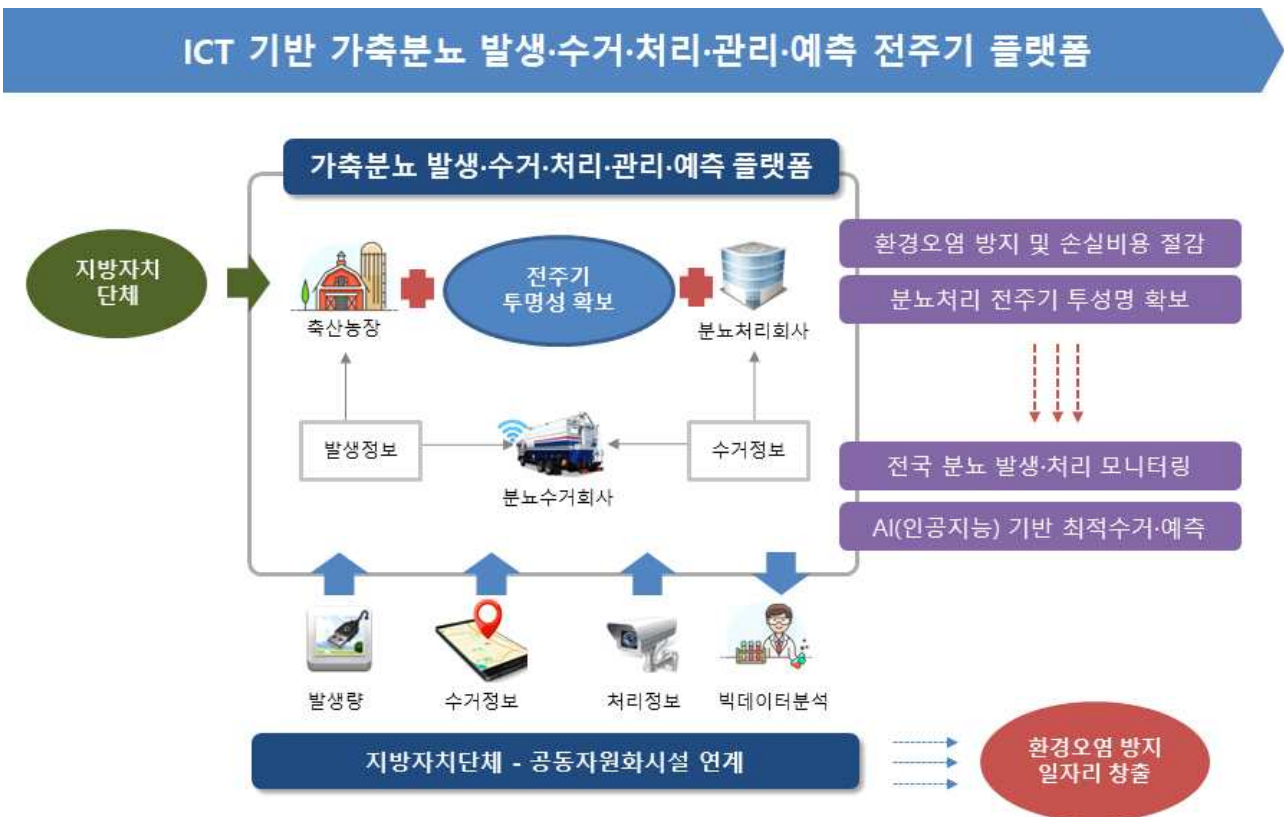 ICT 기반 가축분뇨 발생·수거·처리·관리·예측 전주기 플랫폼
가축분뇨 발생·수거·처리·관리·예측 플랫폼
지방자치
단체
축산농장
전주기
투명성 확보
분뇨처리회사
환경오염 방지 및 손실비용 절감
분뇨처리 전주기 투성명 확보
발생정보
분뇨수거회사
수거정보
전국 분뇨 발생·처리 모니터링
AI(인공지능) 기반 최적수거·예측
발생량
수거정보
처리정보
빅데이터분석
지방자치단체 - 공동자원화시설 연계
환경오염 방지
일자리 창출